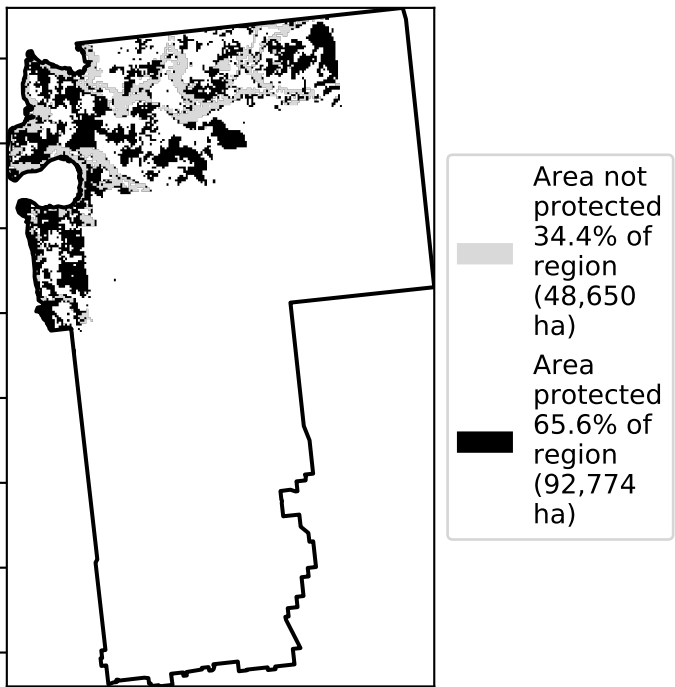 Area not
protected
34.4% of
region
(48,650
ha)
Area
protected
65.6% of
region
(92,774
ha)